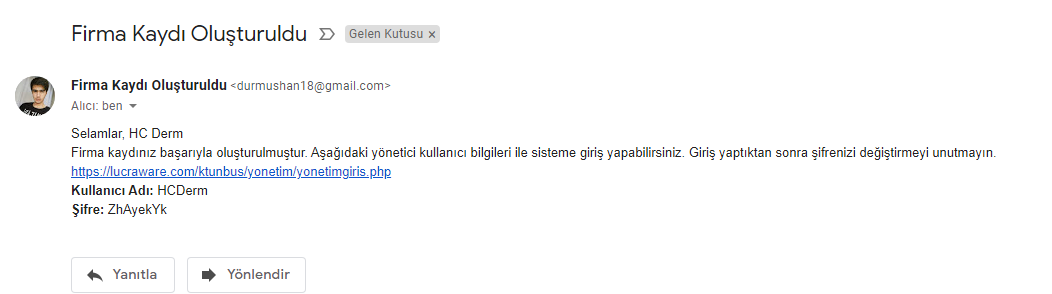 Firma Kaydı Oluşturuldu Gelen Kutusu ×
Firma Kaydı Oluşturuldu <durmushan18@gmail.com>
Alıcı: ben
Selamlar, HC Derm
Firma kaydınız başarıyla oluşturulmuştur. Aşağıdaki yönetici kullanıcı bilgileri ile sisteme giriş yapabilirsiniz. Giriş yaptıktan sonra şifrenizi değiştirmeyi unutmayın.
https://lucraware.com/ktunbus/yonetim/yonetimgiris.php
Kullanıcı Adı: HCDerm
Şifre: ZhAyekYk
Yanıtla Yönlendir